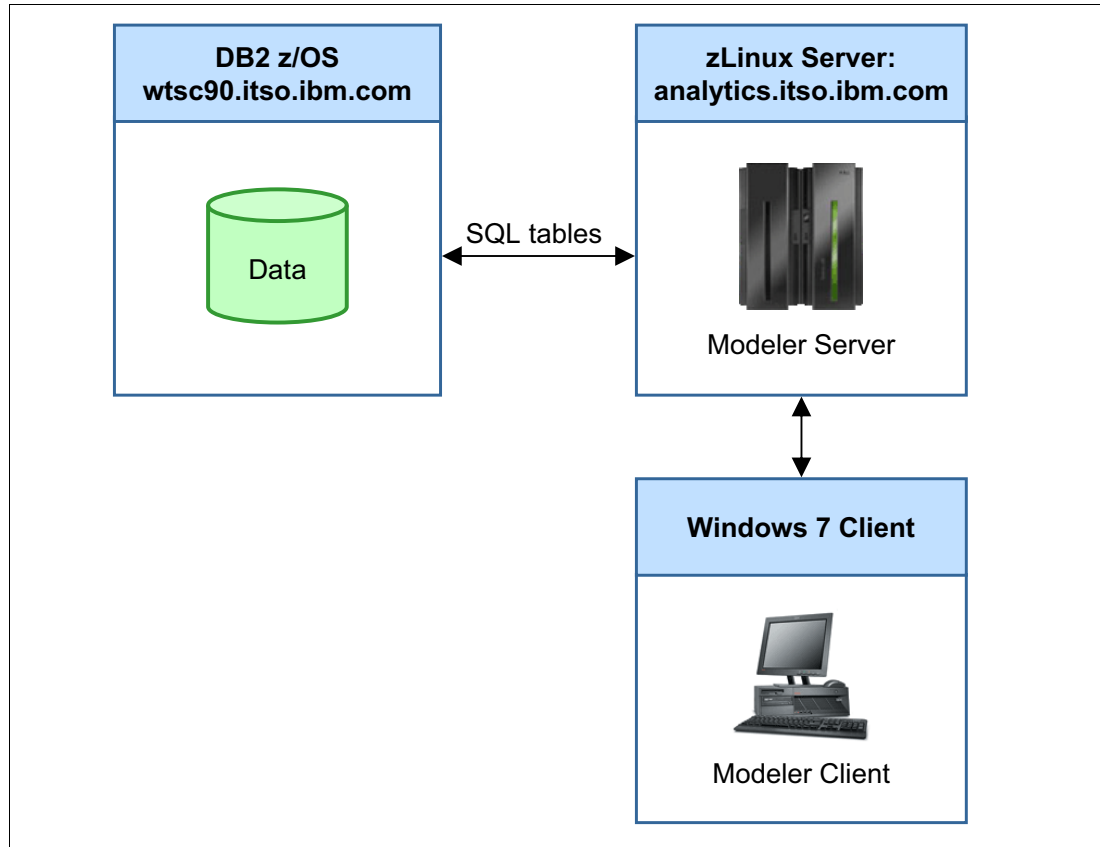 DB2 z/OS
wtsc90.itso.ibm.com
Data
SQL tables
zLinux Server:
analytics.itso.ibm.com
Modeler Server
Windows 7 Client
Modeler Client